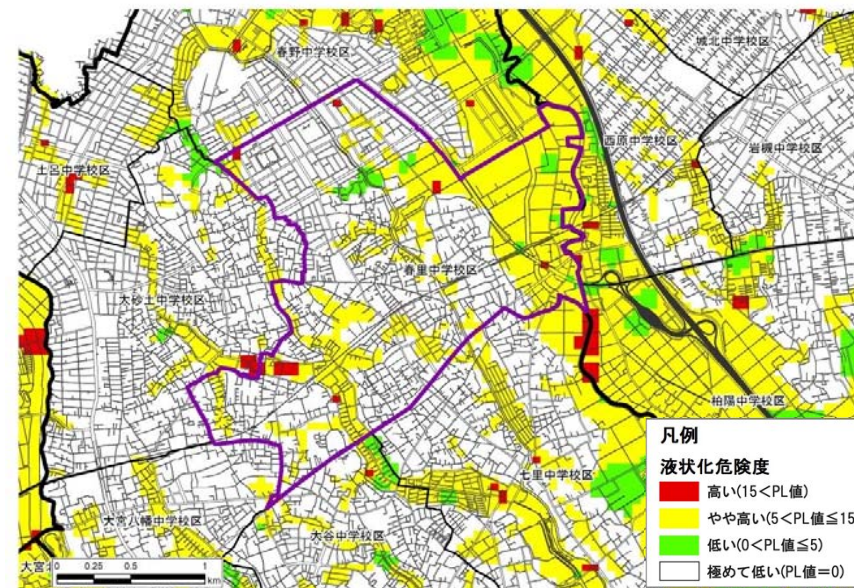 春野中学校区
城北中学校区
西原中学校区
岩槻中学校区
土呂中学校区
春里中学校区
大砂土中学校区
柏陽中学校区
七里中学校区
大宮八幡中学校区
大谷中学校区
大宮北
0 0.25 0.5 1
km
凡例
液状化危険度
高い(15<PL値)
やや高い(5<PL値≦15
低い(0<PL値≦5)
極めて低い(PL値=0)